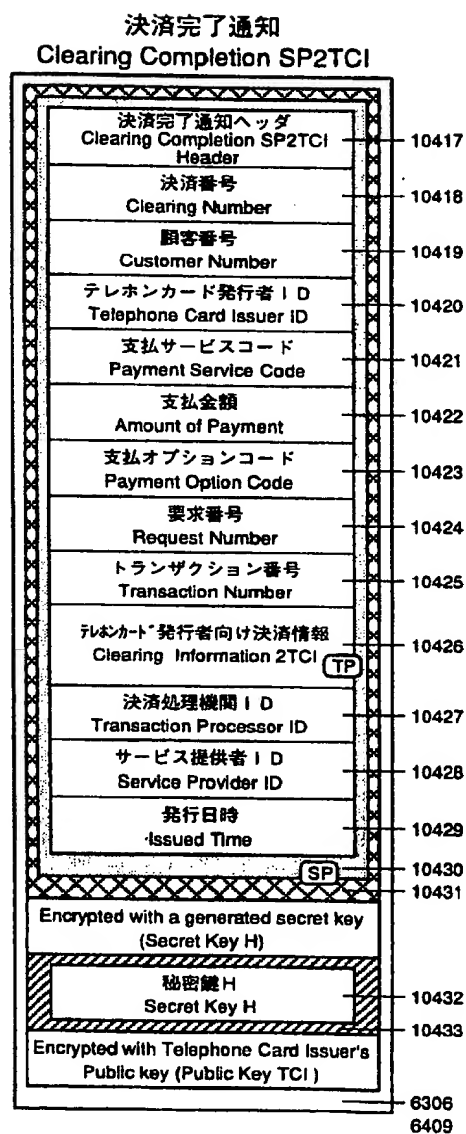 決済完了通知
Clearing Completion SP2TCI
決済完了通知ヘッダ
Clearing Completion SP2TCI
Header
10417
決済番号
Clearing Number
10418
顧客番号
Customer Number
10419
テレホンカード発行者ID
Telephone Card Issuer ID
10420
支払サービスコード
Payment Service Code
10421
支払金額
Amount of Payment
10422
支払オプションコード
Payment Option Code
10423
要求番号
Request Number
10424
トランザクション番号
Transaction Number
10425
ﾃﾚﾎﾝｶｰﾄﾞ発行者向け決済情報
Clearing Information 2TCI
TP
10426
決済処理機関ID
Transaction Processor ID
10427
サービス提供者ID
Service Provider ID
10428
発行日時
Issued Time
10429
SP
10430
10431
Encrypted with a generated secret key
(Secret Key H)
秘密鍵H
Secret Key H
10432
10433
Encrypted with Telephone Card Issuer's
Public key (Public Key TCI )
6306
6409